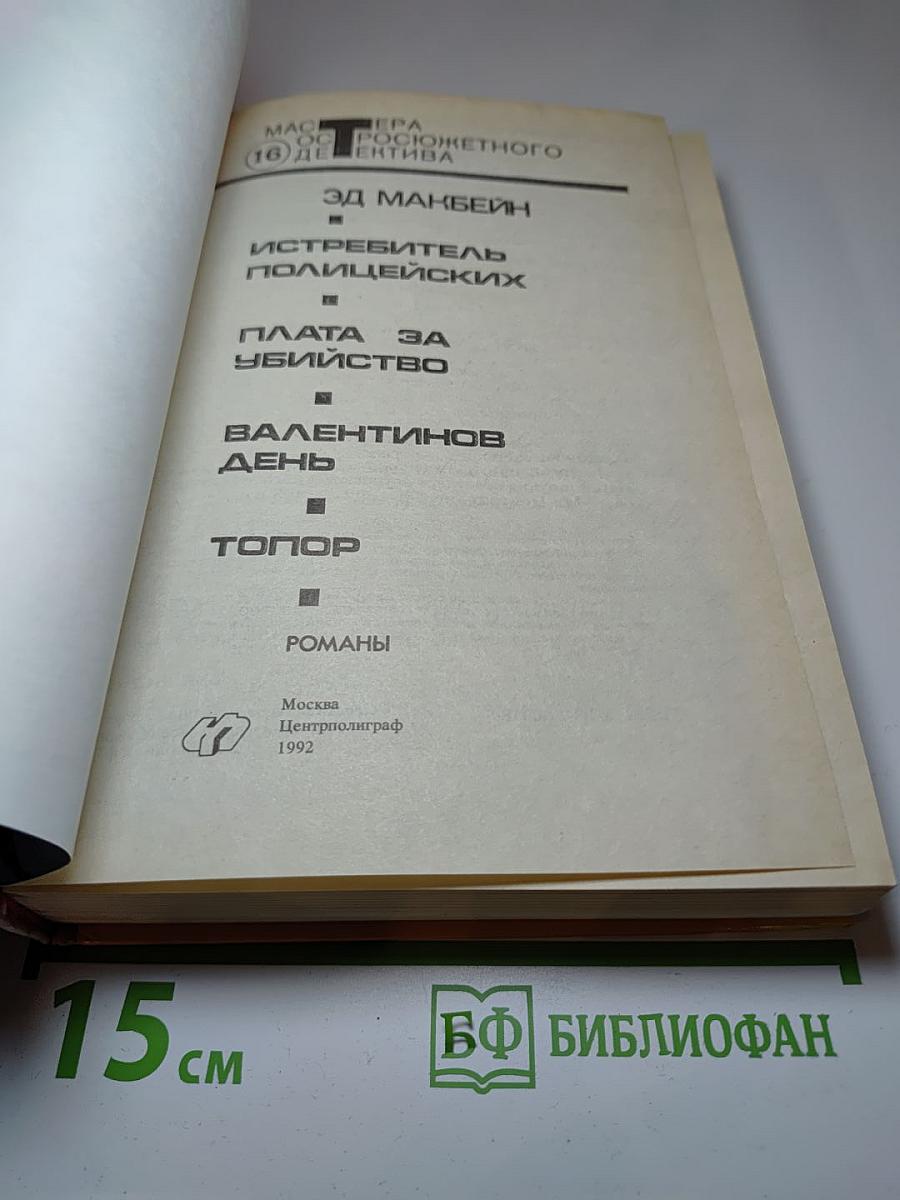 МАСТЕРА
ОСТРОСЮЖЕТНОГО
16 ДЕТЕКТИВА
ЭД МАКБЕЙН
ИСТРЕБИТЕЛЬ
ПОЛИЦЕЙСКИХ
ПЛАТА ЗА
УБИЙСТВО
ВАЛЕНТИНОВ
ДЕНЬ
ТОПОР
РОМАНЫ
Москва
Центрполиграф
1992
15 см
БФ БИБЛИОФАН